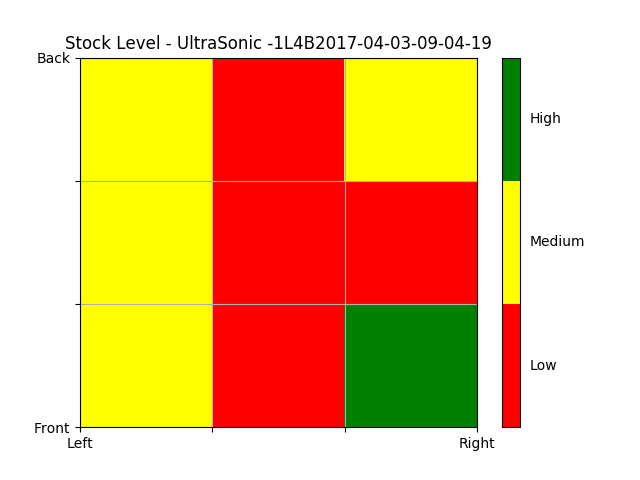 Stock Level - UltraSonic -1L4B2017-04-03-09-04-19
Back
Front
Left
Right
High
Medium
Low